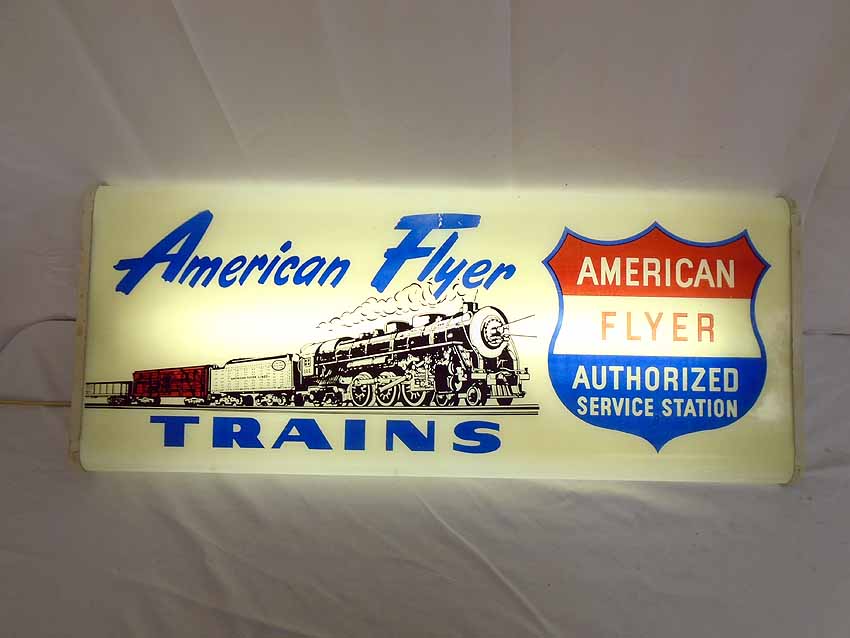 American Flyer
TRAINS
AMERICAN
FLYER
AUTHORIZED
SERVICE STATION